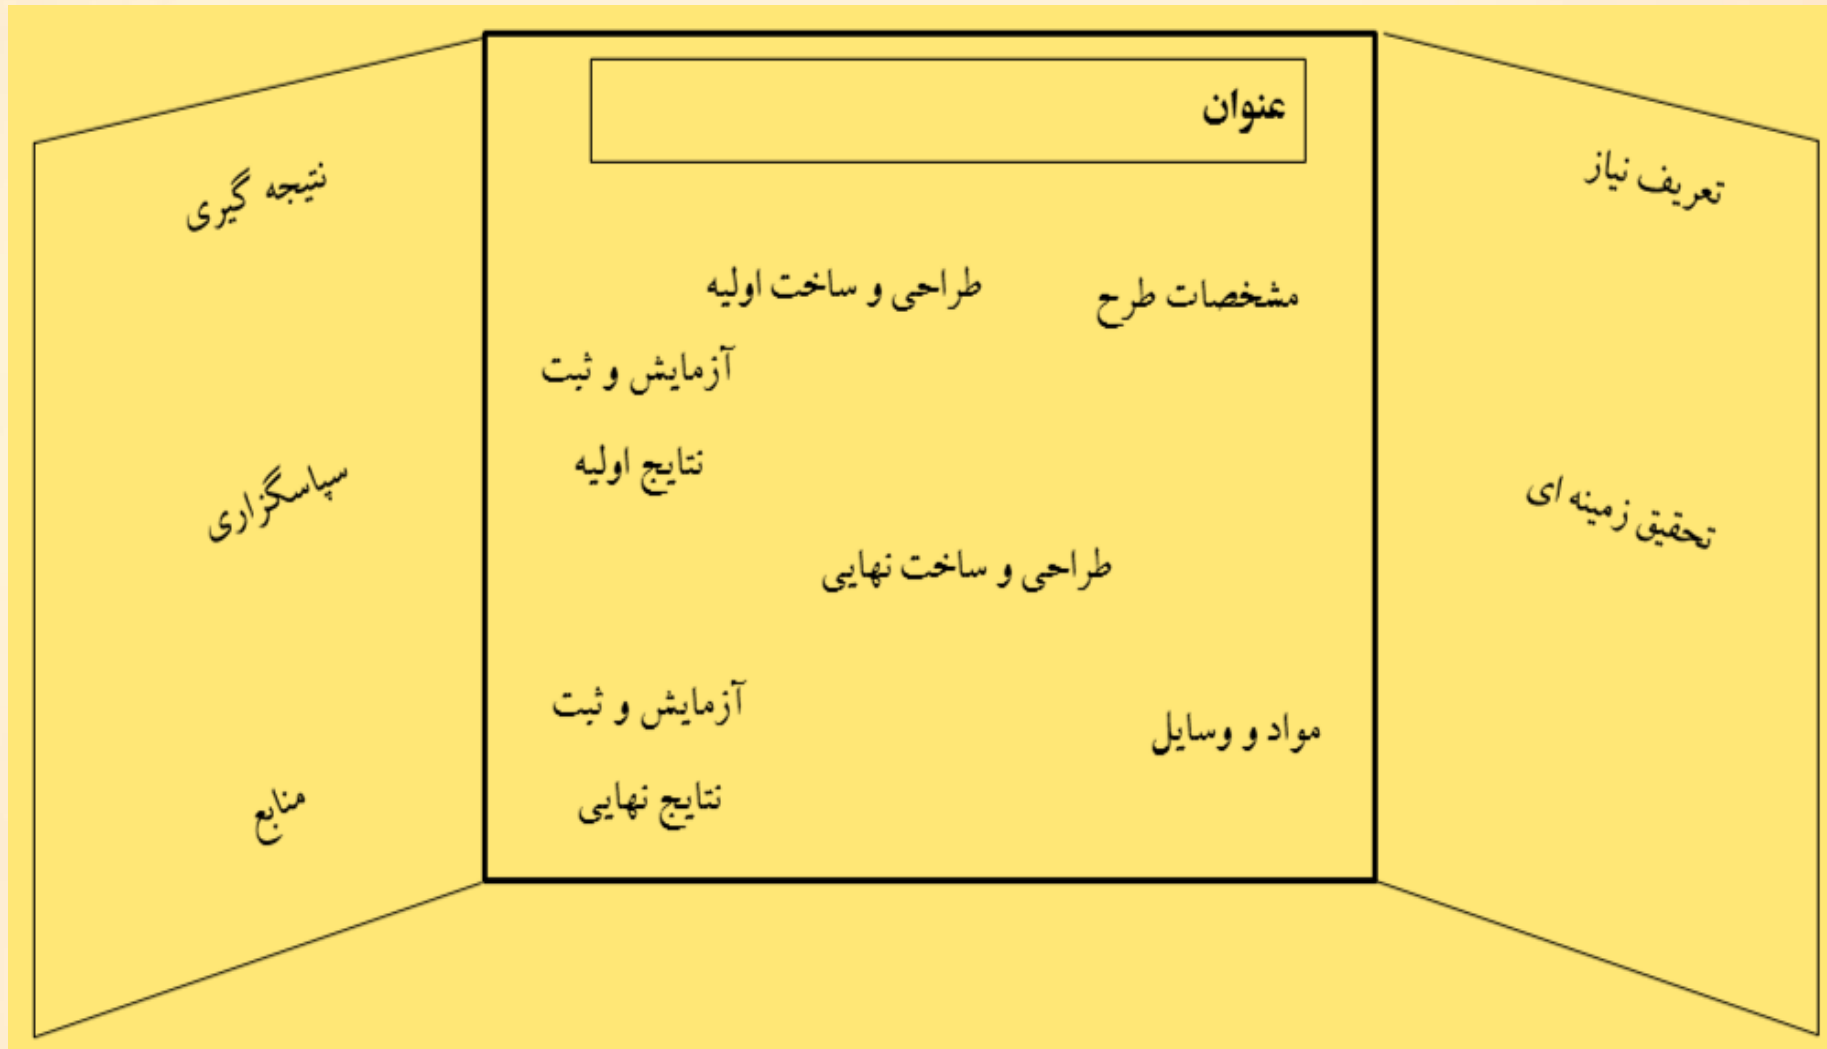 عنوان
تعریف نیاز
تحقیق زمینه ای
مشخصات طرح
طراحی و ساخت اولیه
آزمایش و ثبت
نتایج اولیه
طراحی و ساخت نهایی
مواد و وسایل
آزمایش و ثبت
نتایج نهایی
نتیجه گیری
سپاسگزاری
منابع